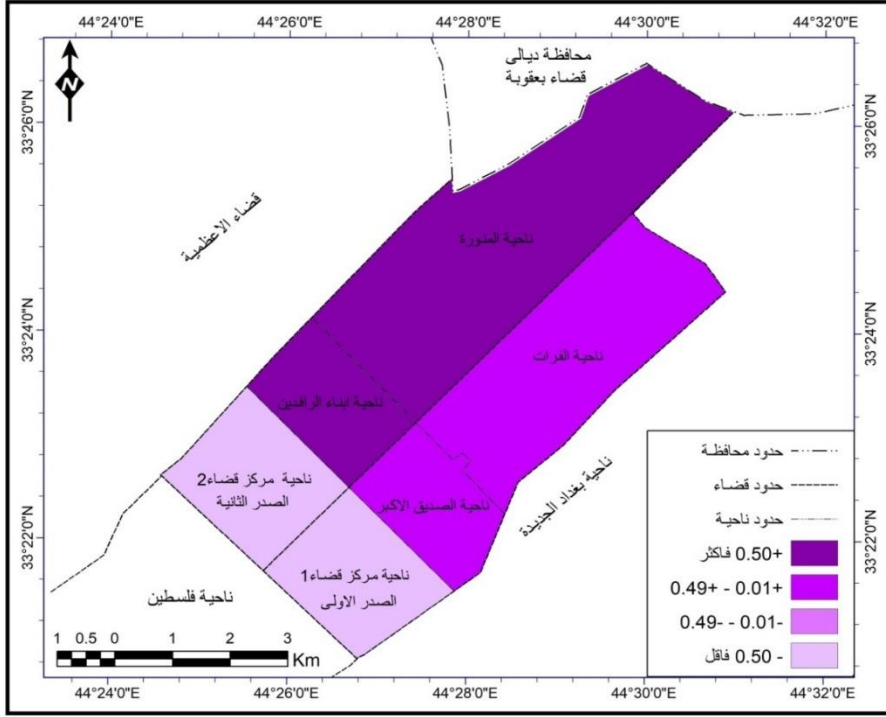 44°24'0"E 44°26'0"E 44°28'0"E 44°30'0"E 44°32'0"E
N
محافظة ديالى
قضاء بعقوبة
33°26'0"N
33°26'0"N
قضاء الاعظمية
ناحية المنورة
33°24'0"N
33°24'0"N
ناحية الفرات
ناحية ابناء الرافدين
ناحية مركز قضاء2
الصدر الثانية
ناحية الصديق الاكبر
ناحية بغداد الجديدة
33°22'0"N
33°22'0"N
ناحية مركز قضاء1
الصدر الاولى
ناحية فلسطين
حدود محافظة
حدود قضاء
حدود ناحية
+0.50 فاكثر
+0.01 - +0.49
-0.01 - -0.49
- 0.50 فاقل
1 0.5 0 1 2 3
Km
44°24'0"E 44°26'0"E 44°28'0"E 44°30'0"E 44°32'0"E